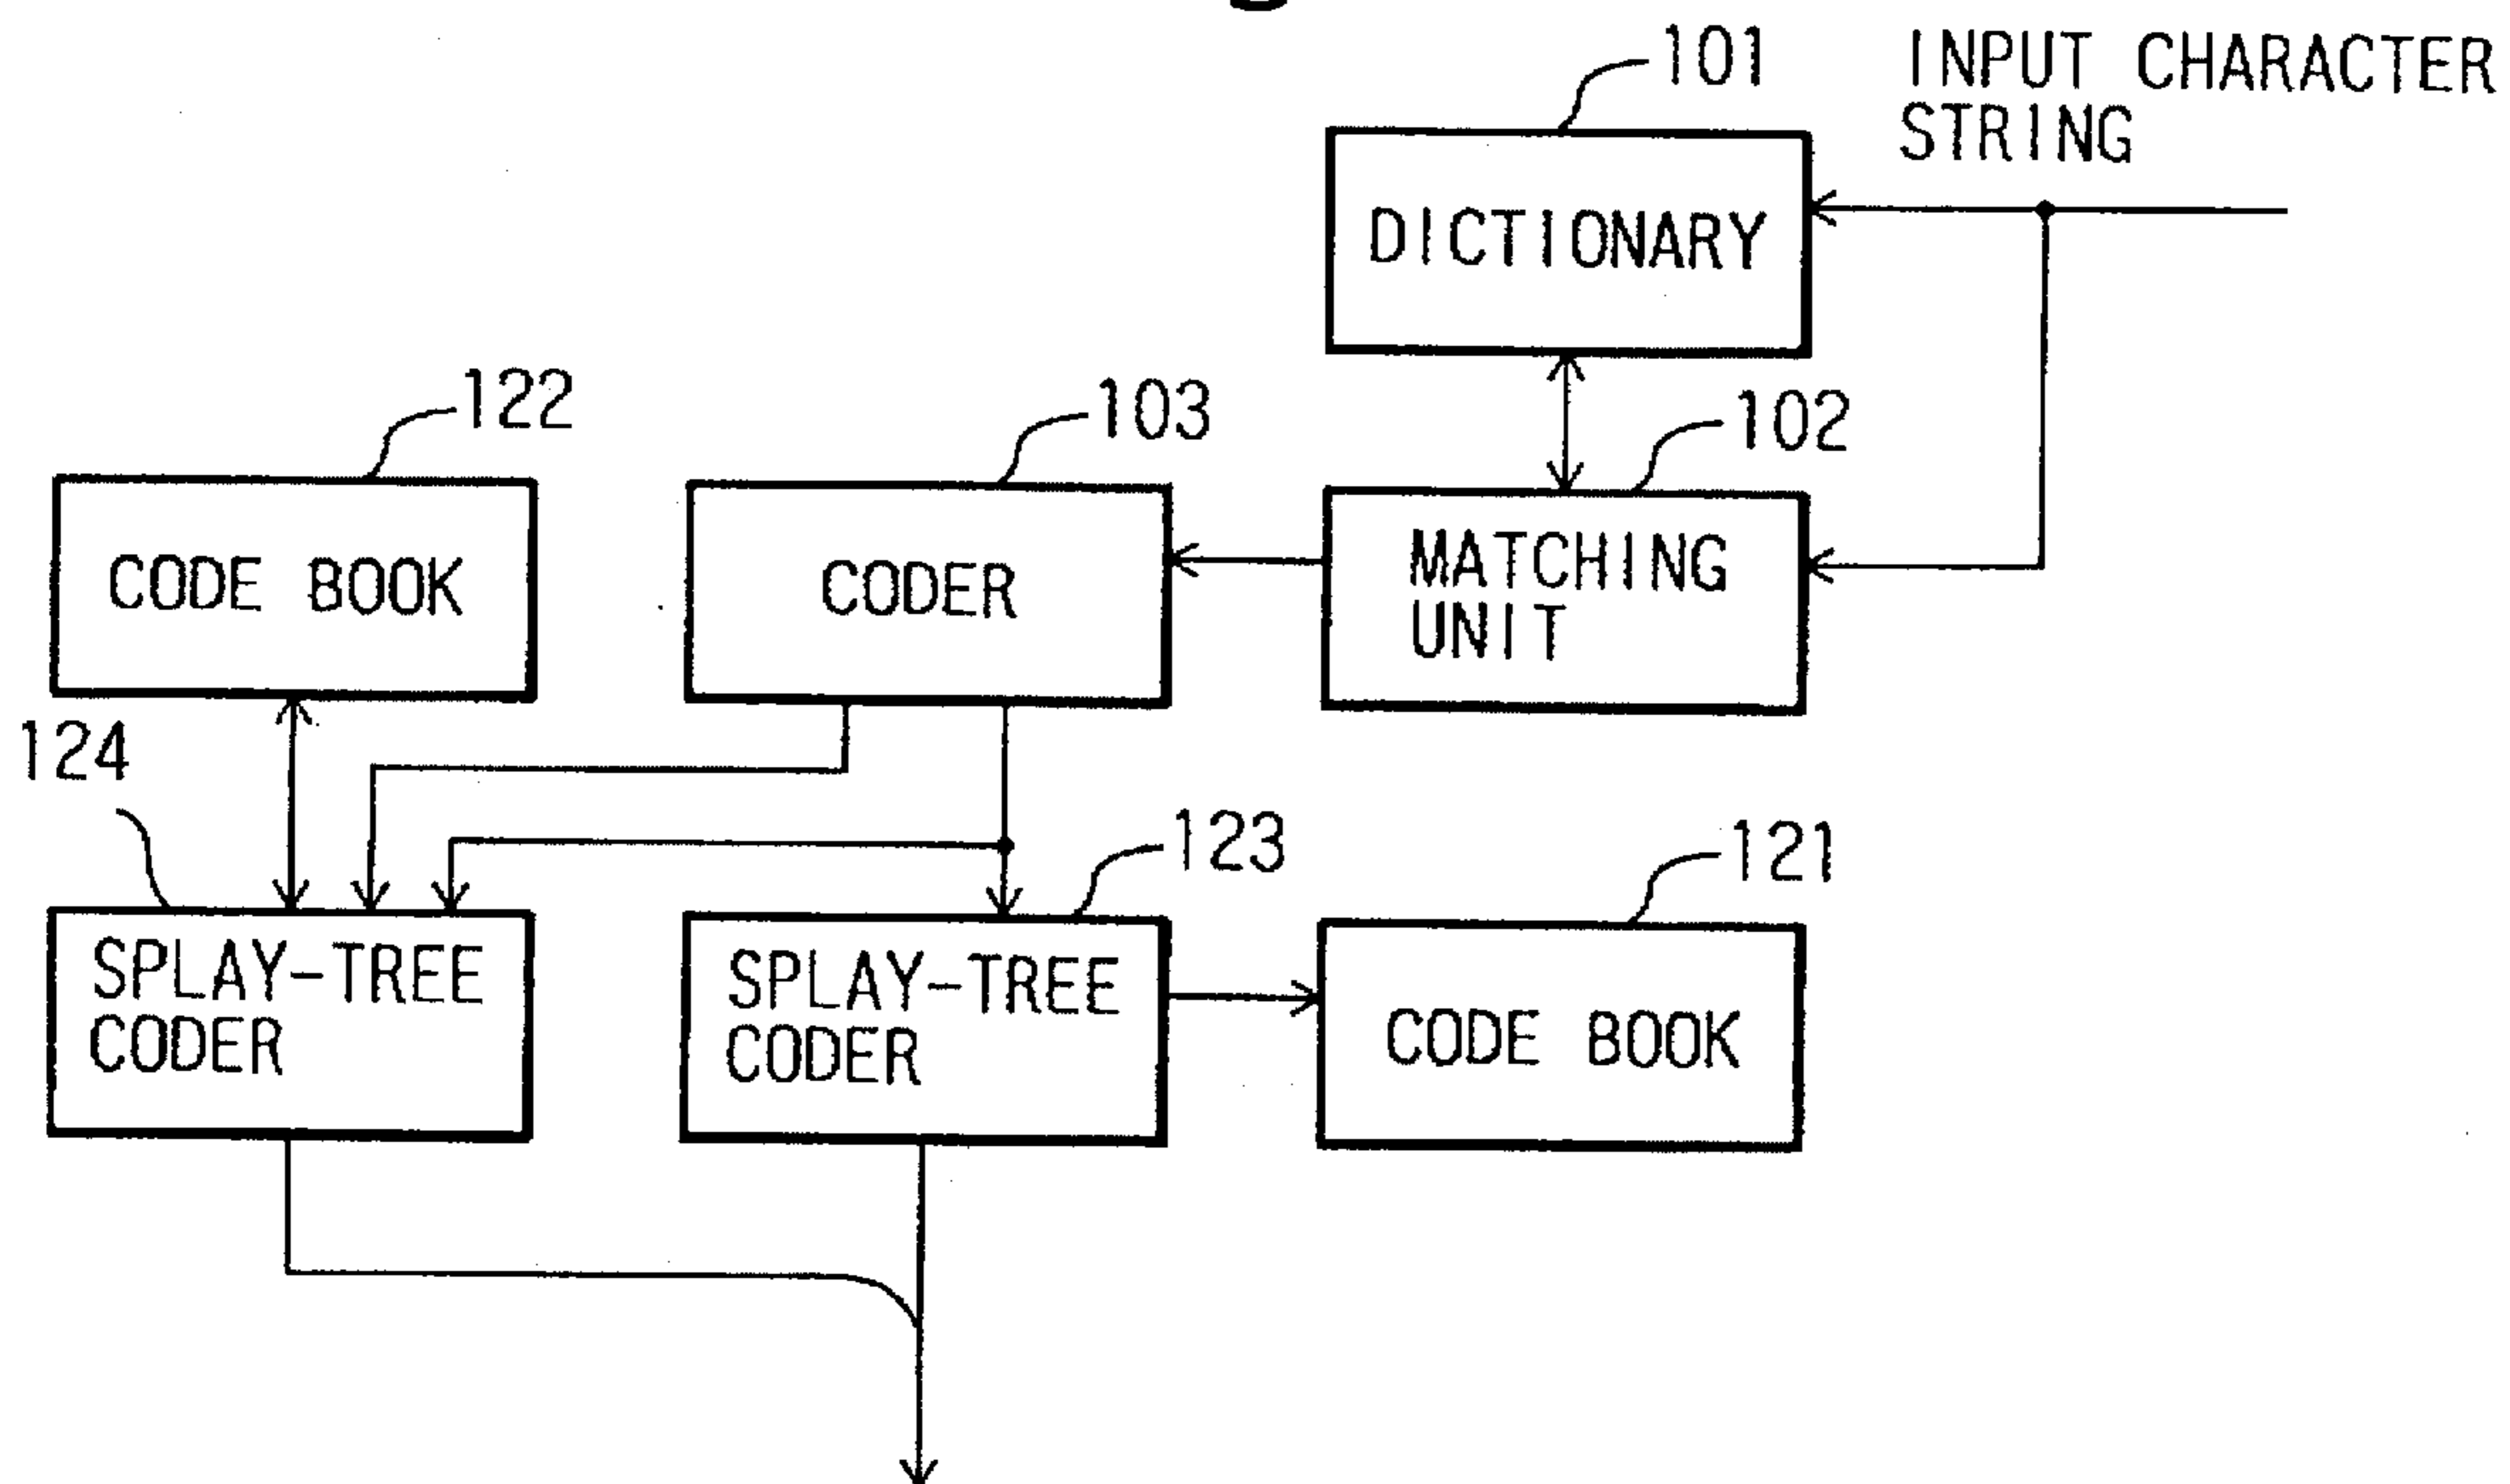 101
INPUT CHARACTER
STRING
DICTIONARY
122
103
102
CODE BOOK
CODER
MATCHING
UNIT
124
123
121
SPLAY-TREE
CODER
SPLAY-TREE
CODER
CODE BOOK